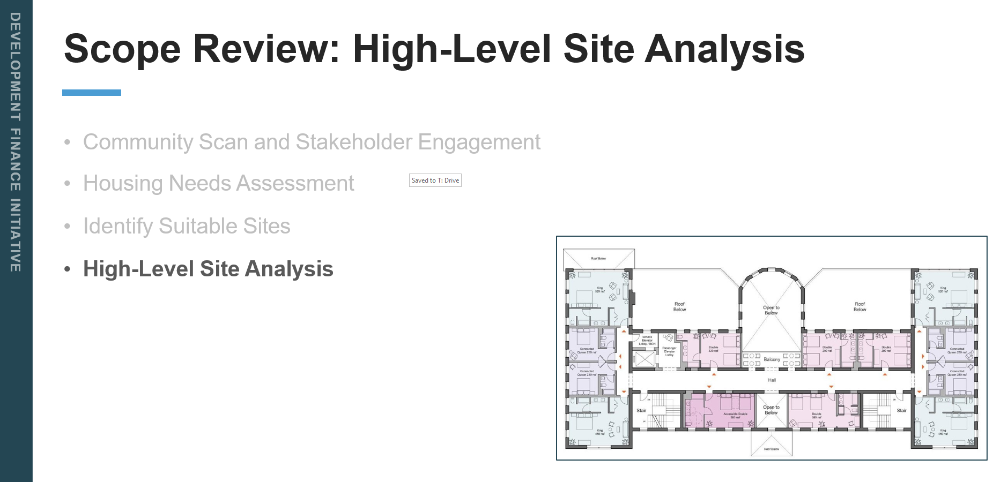 DEVELOPMENT FINANCE INITIATIVE
Scope Review: High-Level Site Analysis
• Community Scan and Stakeholder Engagement
• Housing Needs Assessment
Saved to T: Drive
• Identify Suitable Sites
• High-Level Site Analysis
Roof Below
King
520 nsf
Roof
Below
Open to
Below
Roof
Below
King
520 nsf
Connected
Queen 230 nsf
Service
Elevator
Lobby / BOH
Passenger
Elevator
Lobby
Double
320 nsf
Balcony
Double
290 nsf
Double
280 nsf
Connected
Queen 230 nsf
Connected
Queen 230 nsf
Hall
Connected
Queen 230 nsf
Stair
Accessible Double
380 nsf
Open to
Below
Double
380 nsf
Stair
King
460 nsf
King
460 nsf
Roof Below